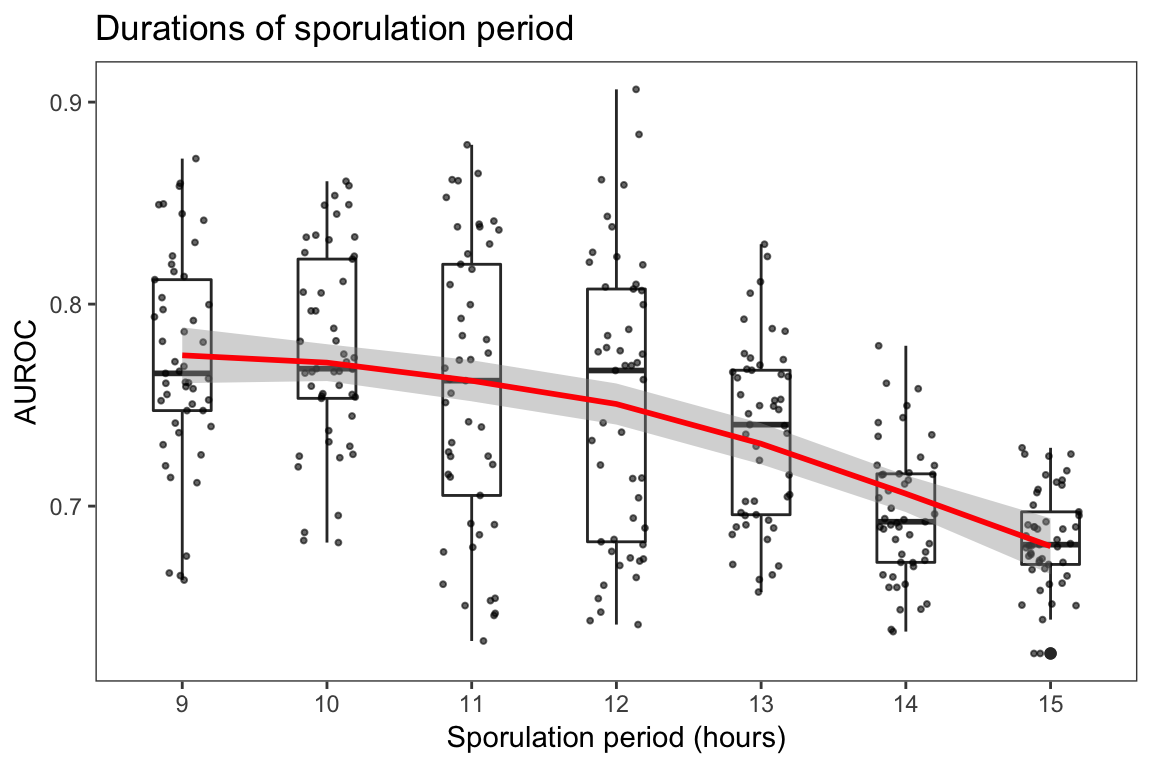 Durations of sporulation period
0.9
0.8
0.7
AUROC
9 10 11 12 13 14 15
Sporulation period (hours)